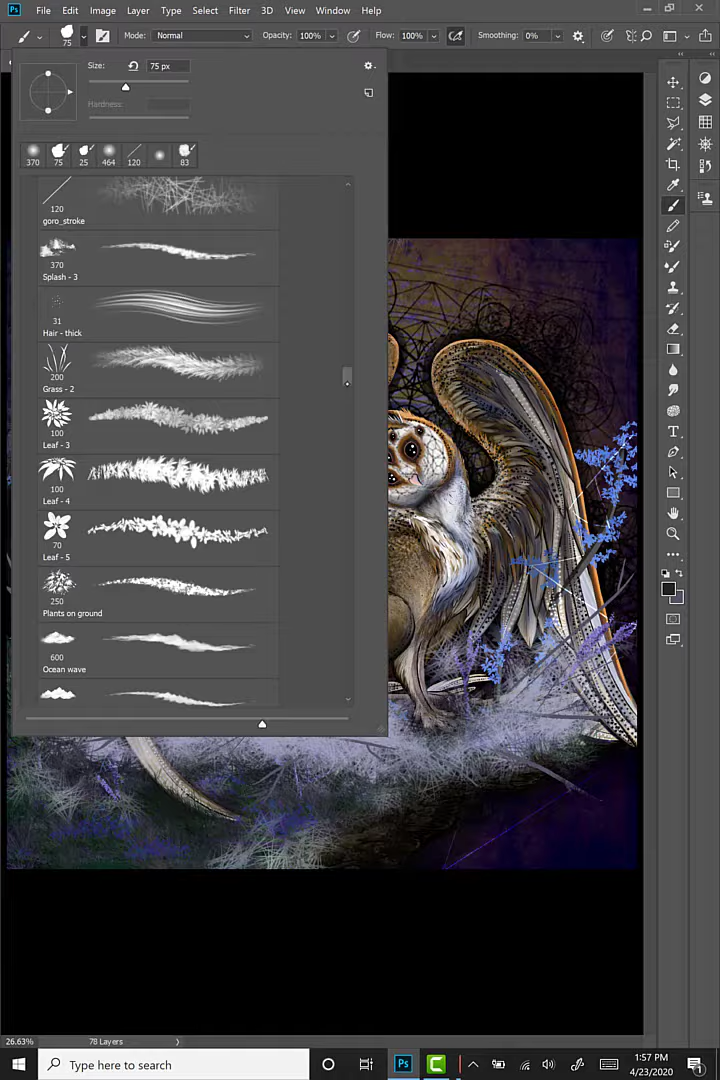 Ps File Edit Image Layer Type Select Filter 3D View Window Help
75 Mode: Normal Opacity: 100% Flow: 100% Smoothing: 0%
Size: 75 px
Hardness:
370 75 25 464 120 83
120
goro_stroke
370
Splash - 3
31
Hair - thick
200
Grass - 2
100
Leaf - 3
100
Leaf - 4
70
Leaf - 5
250
Plants on ground
600
Ocean wave
26.63% 78 Layers
Type here to search
Ps
1:57 PM
4/23/2020
1